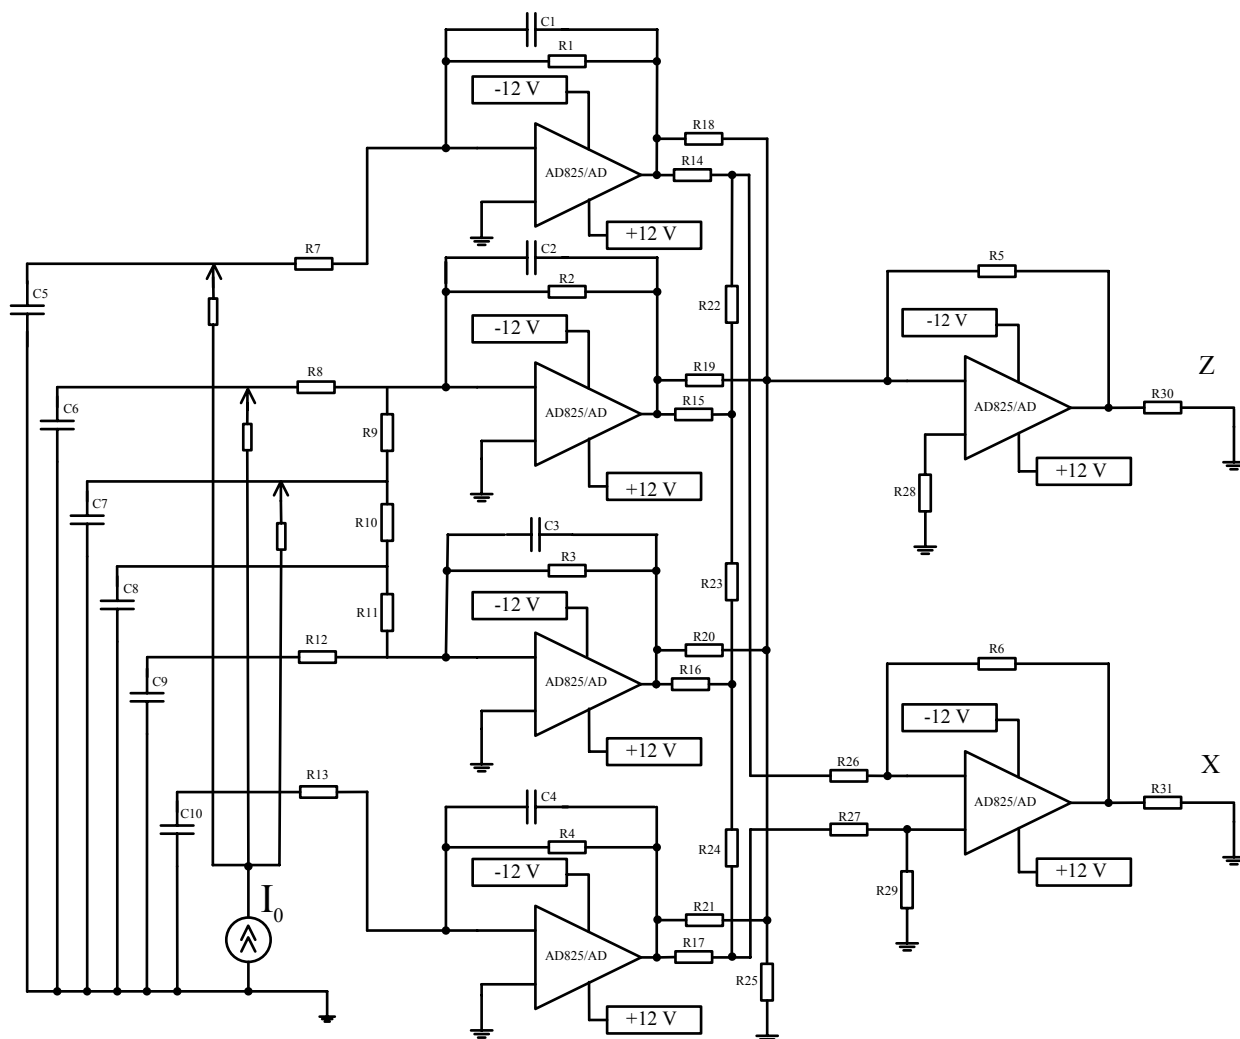 C1
R1
-12 V
R18
R14
AD825/AD
+12 V
R7
C2
R5
C5
R2
R22
-12 V
-12 V
Z
R8
R19
C6
R15
AD825/AD
AD825/AD
R30
R9
+12 V
+12 V
C7
R28
R10
C3
R3
C8
R23
R11
-12 V
R12
R20
R6
C9
R16
AD825/AD
-12 V
+12 V
R26
X
R13
R31
C10
C4
AD825/AD
R27
R4
R24
-12 V
+12 V
R29
I0
R21
AD825/AD
R17
R25
+12 V